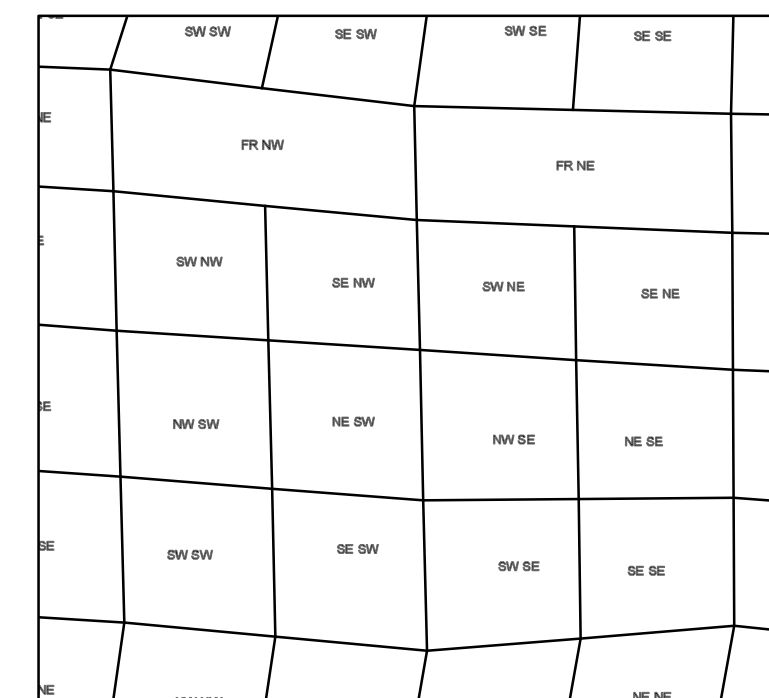 SW SW
SE SW
SW SE
SE SE
NE
FR NW
FR NE
SW NW
SE NW
SW NE
SE NE
NW SW
NE SW
NW SE
NE SE
SE
SW SW
SE SW
SW SE
SE SE
NE
NE NE